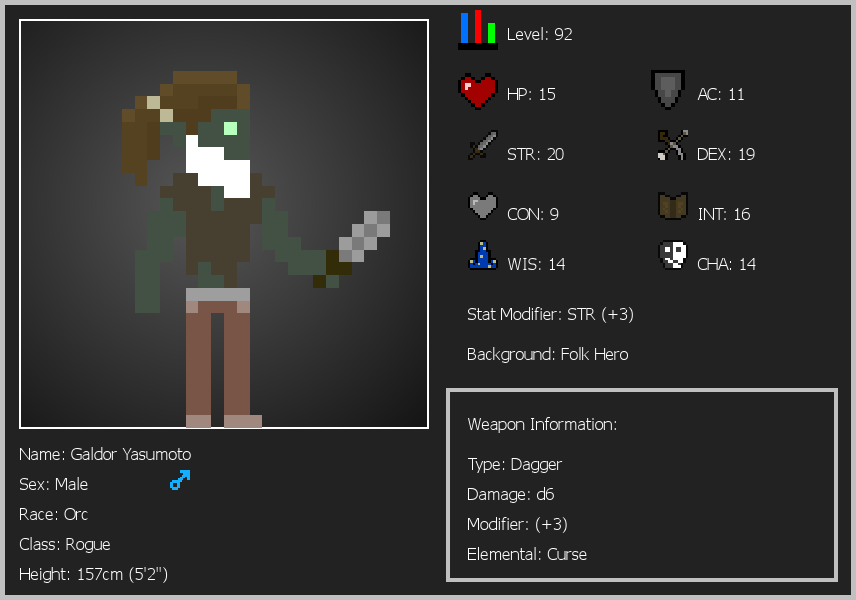 Level: 92
HP: 15
AC: 11
STR: 20
DEX: 19
CON: 9
INT: 16
WIS: 14
CHA: 14
Stat Modifier: STR (+3)
Background: Folk Hero
Weapon Information:
Type: Dagger
Damage: d6
Modifier: (+3)
Elemental: Curse
Name: Galdor Yasumoto
Sex: Male
Race: Orc
Class: Rogue
Height: 157cm (5'2")